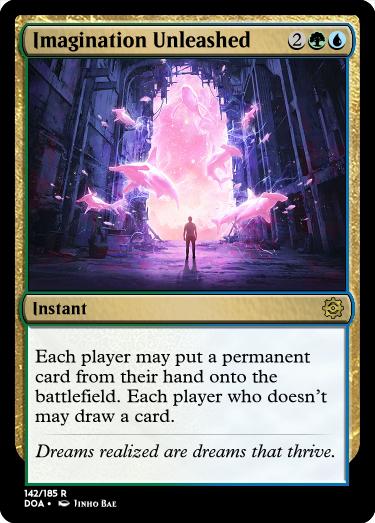 Imagination Unleashed 2
Instant
Each player may put a permanent
card from their hand onto the
battlefield. Each player who doesn't
may draw a card.
Dreams realized are dreams that thrive.
142/185 R
DOA • Jinho Bae